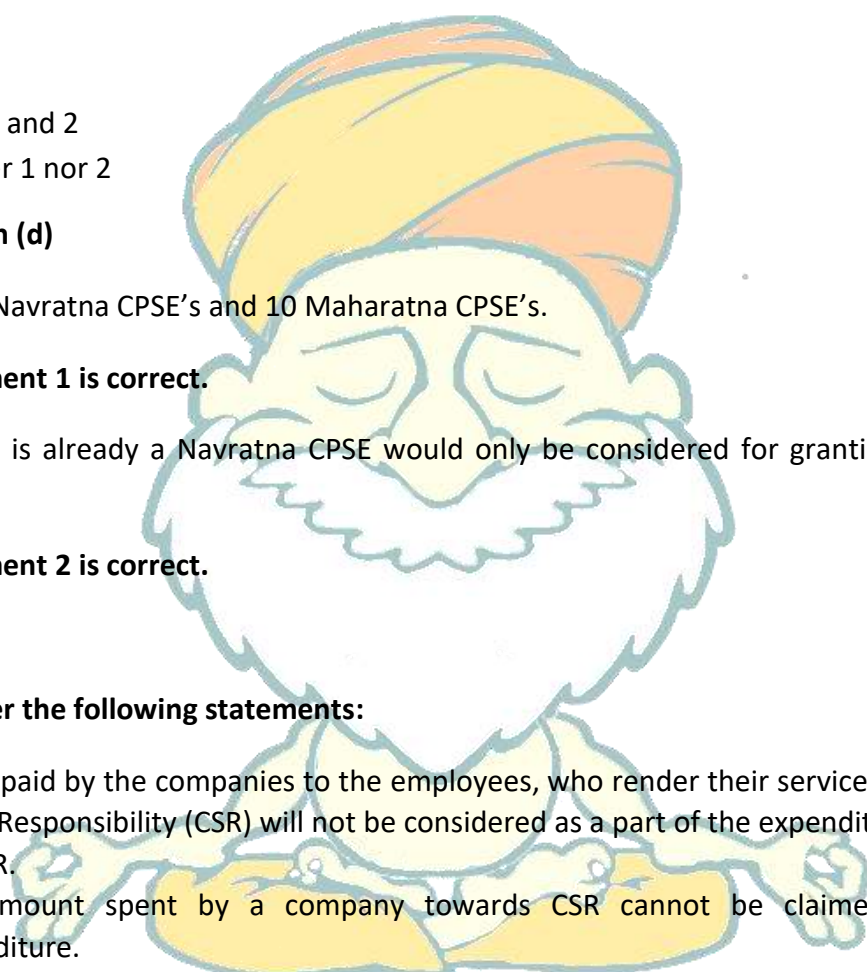 and 2
r 1 nor 2
n (d)
Navratna CPSE's and 10 Maharatna CPSE's.
ment 1 is correct.
is already a Navratna CPSE would only be considered for granti
ment 2 is correct.
er the following statements:
paid by the companies to the employees, who render their service
Responsibility (CSR) will not be considered as a part of the expendit
R.
mount spent by a company towards CSR cannot be claime
diture.